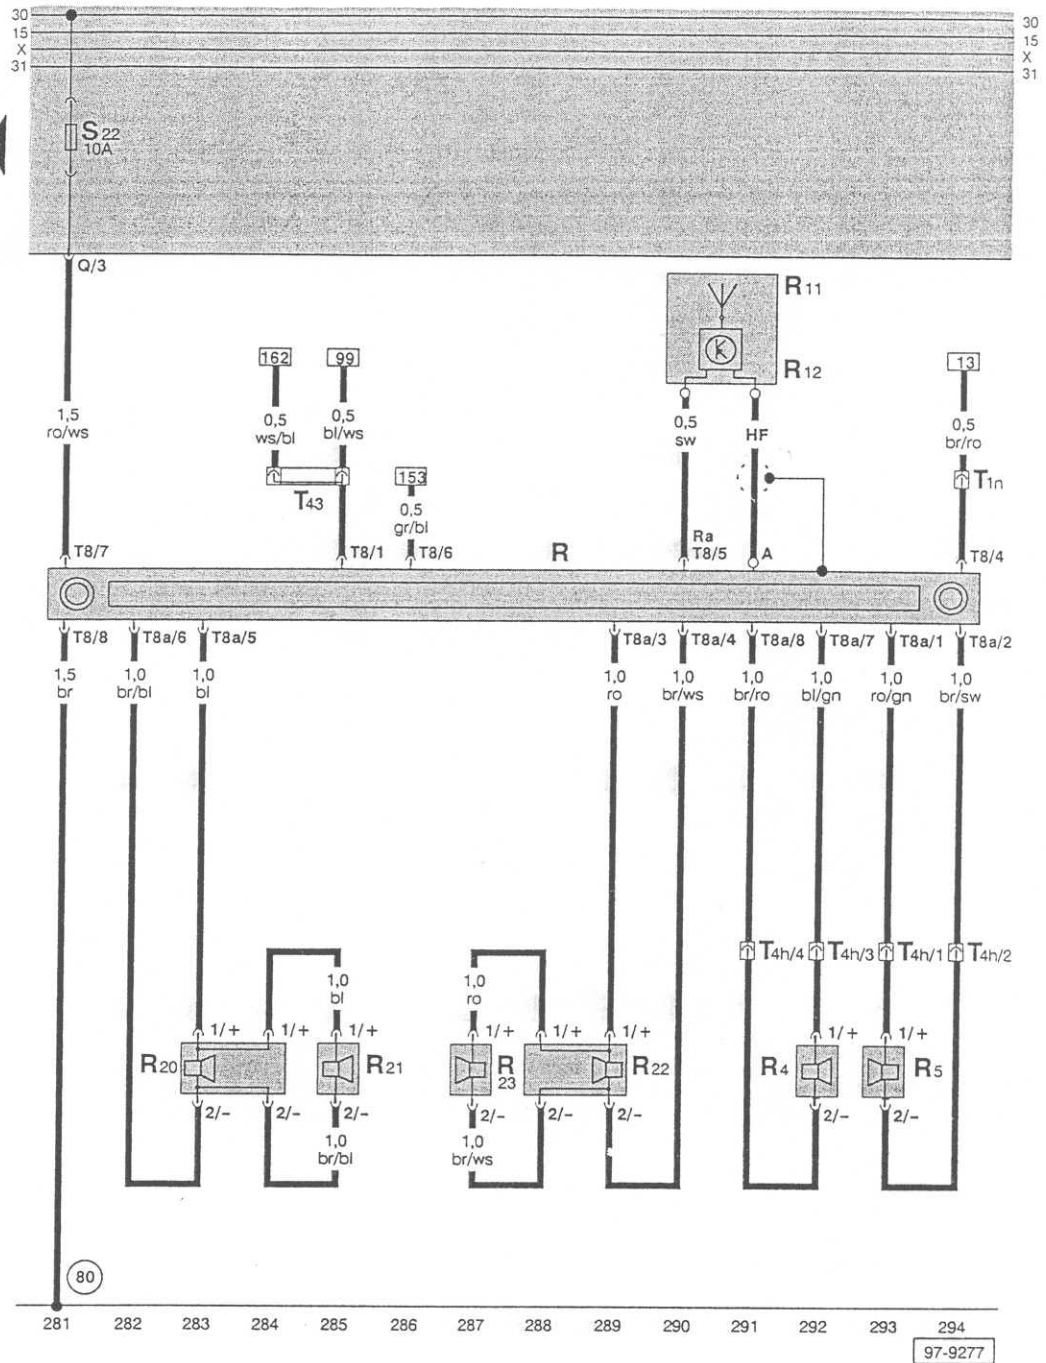 30 30
15 15
X X
31 31
S22
10A
Q/3
R11
162 99
R12 13
1,5
ro/ws
0,5
ws/bl
0,5
bl/ws
0,5
sw
HF
0,5
br/ro
T43
153
T1n
0,5
gr/bl
Ra
T8/7 T8/1 T8/6 R T8/5 A T8/4
T8/8 T8a/6 T8a/5 T8a/3 T8a/4 T8a/8 T8a/7 T8a/1 T8a/2
1,5 1,0 1,0 1,0 1,0 1,0 1,0 1,0 1,0
br br/bl bl ro br/ws br/ro bl/gn ro/gn br/sw
T4h/4 T4h/3 T4h/1 T4h/2
1,0
bl
1,0
ro
1/+ 1/+ 1/+ 1/+ 1/+ 1/+ 1/+ 1/+
R20 R21 R23 R22 R4 R5
2/- 2/- 2/- 2/- 2/- 2/- 2/- 2/-
1,0
br/bl
1,0
br/ws
80
281 282 283 284 285 286 287 288 289 290 291 292 293 294
97-9277